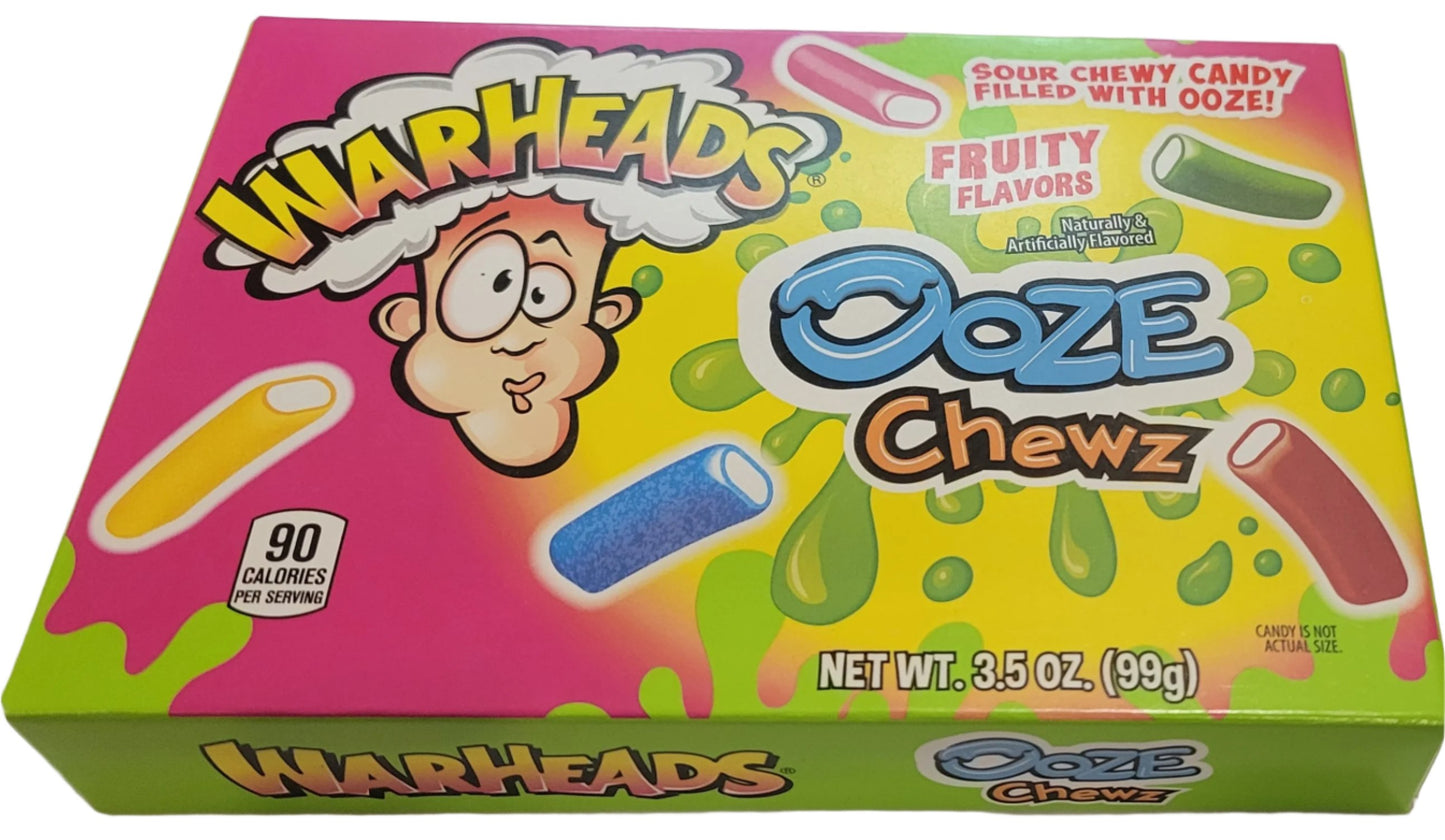 WARHEADS®
SOUR CHEWY CANDY
FILLED WITH OOZE!
FRUITY
FLAVORS
Naturally &
Artificially Flavored
OOZE
Chewz
90
CALORIES
PER SERVING
CANDY IS NOT
ACTUAL SIZE.
NET WT. 3.5 OZ. (99g)
WARHEADS®
OOZE
Chewz